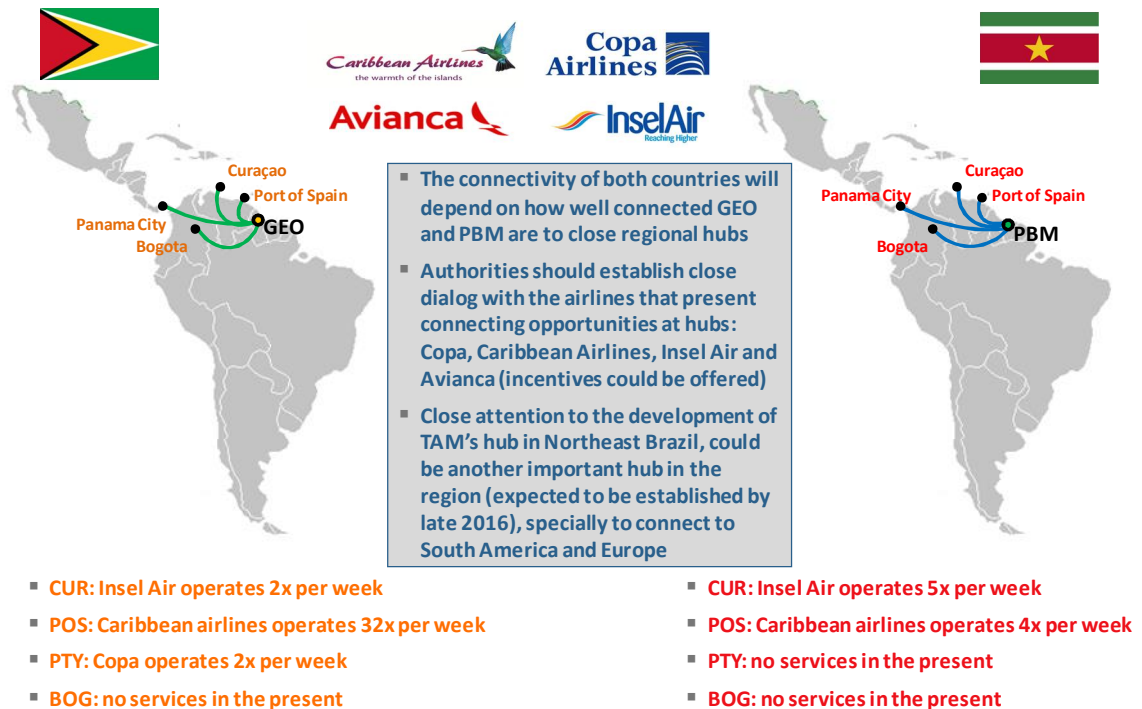 Caribbean Airlines
the warmth of the islands
Copa
Airlines
Avianca
InselAir
Reaching Higher
Curaçao
Port of Spain
Panama City
GEO
Bogota
▪ The connectivity of both countries will
depend on how well connected GEO
and PBM are to close regional hubs
▪ Authorities should establish close
dialog with the airlines that present
connecting opportunities at hubs:
Copa, Caribbean Airlines, Insel Air and
Avianca (incentives could be offered)
▪ Close attention to the development of
TAM's hub in Northeast Brazil, could
be another important hub in the
region (expected to be established by
late 2016), specially to connect to
South America and Europe
Curaçao
Panama City
Port of Spain
PBM
Bogota
▪ CUR: Insel Air operates 2x per week
▪ POS: Caribbean airlines operates 32x per week
▪ PTY: Copa operates 2x per week
▪ BOG: no services in the present
▪ CUR: Insel Air operates 5x per week
▪ POS: Caribbean airlines operates 4x per week
▪ PTY: no services in the present
▪ BOG: no services in the present